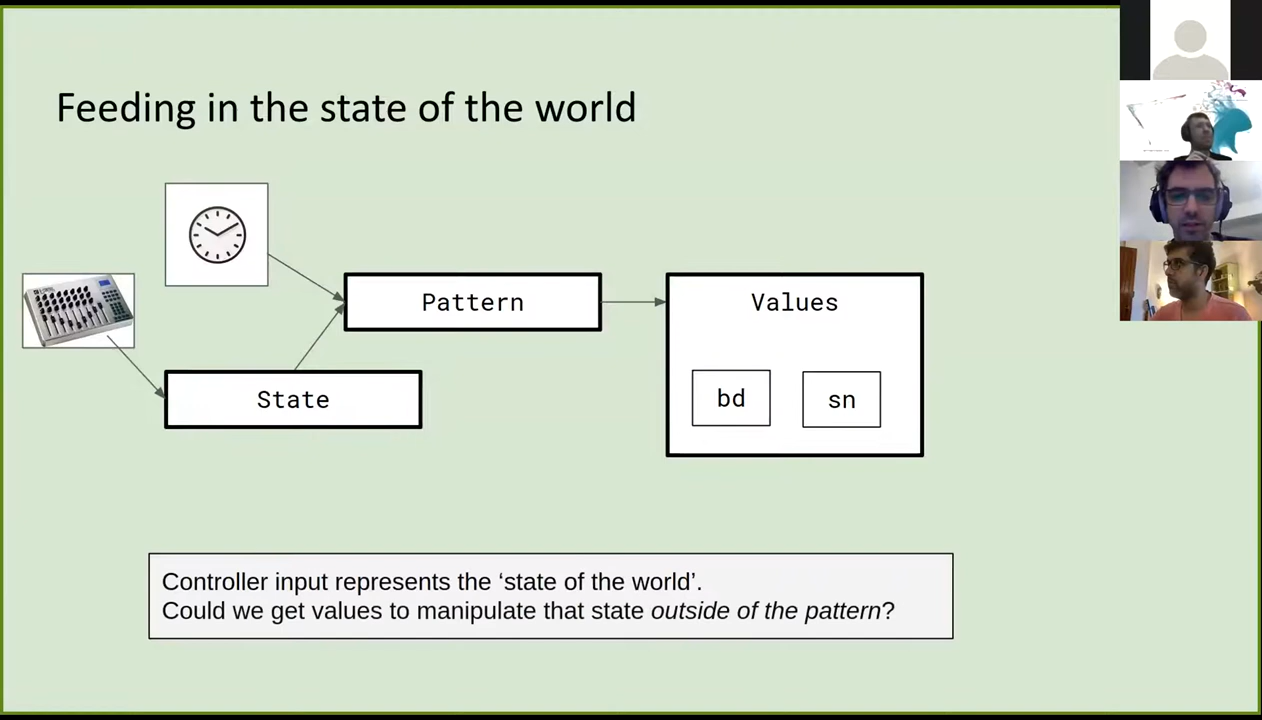 Feeding in the state of the world
Pattern
Values
State
bd
sn
Controller input represents the ‘state of the world’.
Could we get values to manipulate that state outside of the pattern?